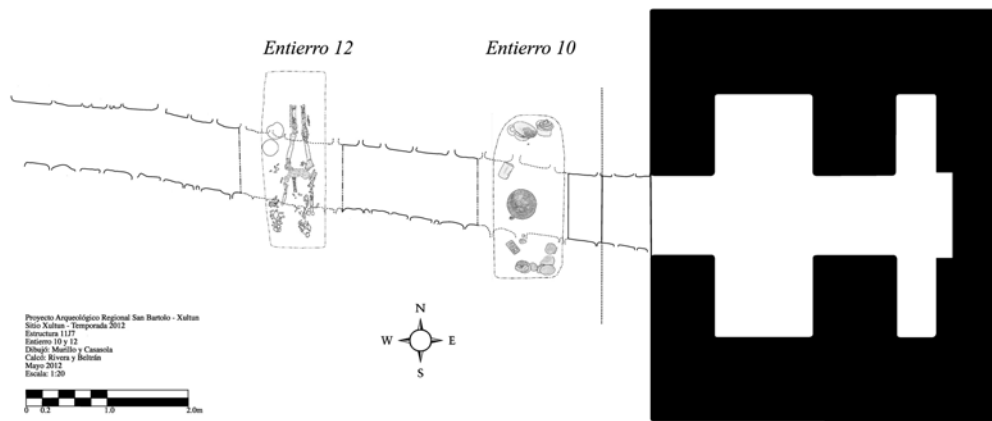 Entierro 12
Entierro 10
N
W E
S
Proyecto Arqueológico Regional San Bartolo - Xultun
Sitio Xultun - Temporada 2012
Estructura 11J7
Entierro 10 y 12
Dibujó: Murillo y Casasola
Calcó: Rivera y Beltrán
Mayo 2012
Escala: 1:20
0 0.2 1.0 2.0m